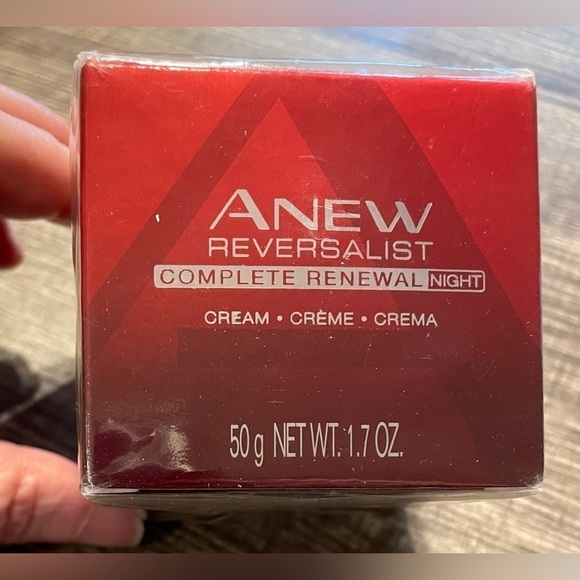 ANEW
REVERSALIST
COMPLETE RENEWAL NIGHT
CREAM • CRÈME • CREMA
50 g NET WT. 1.7 OZ.